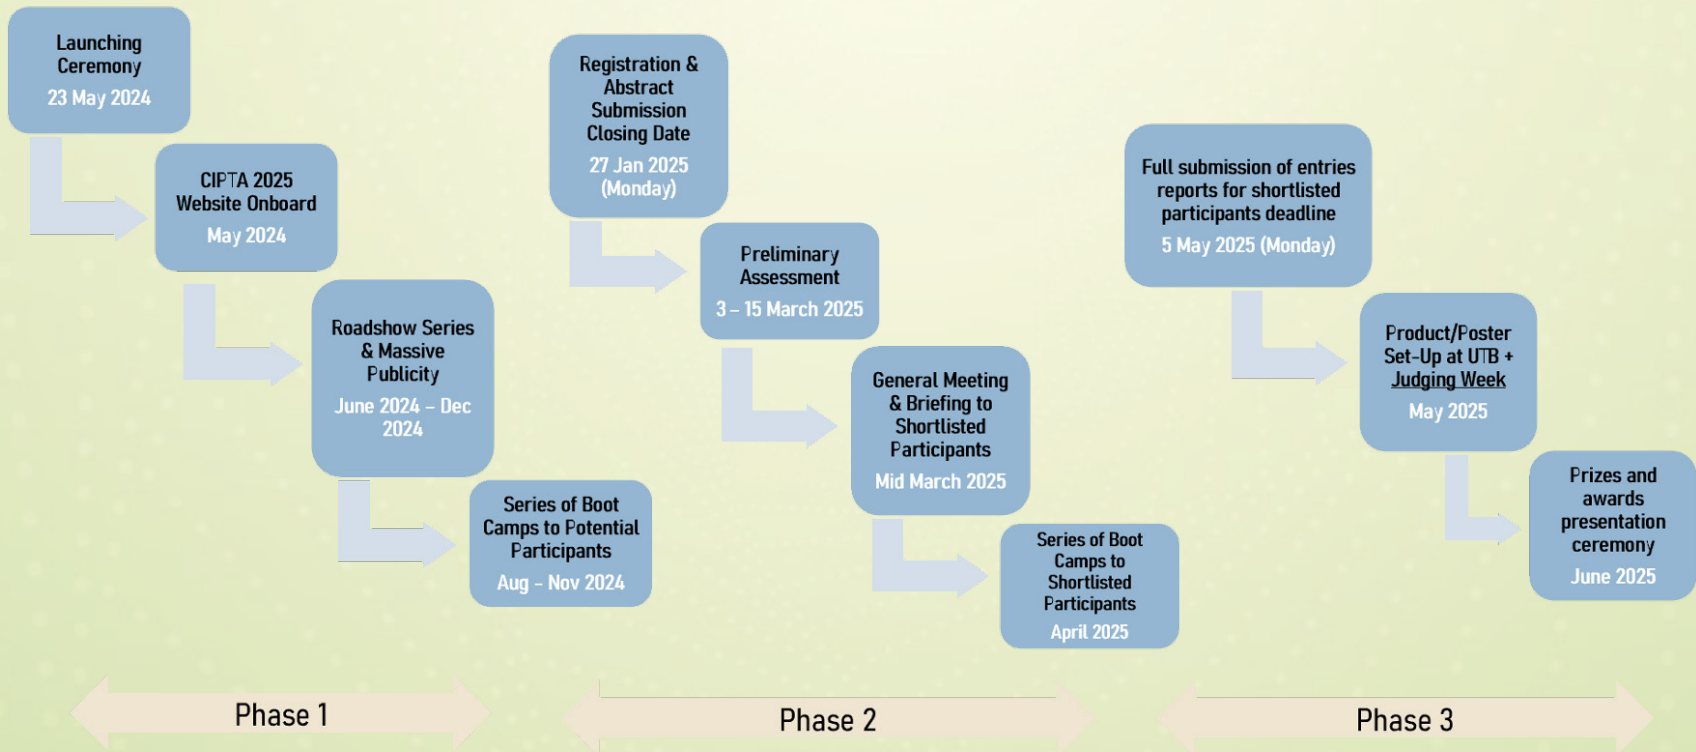 Launching
Ceremony
23 May 2024
CIPTA 2025
Website Onboard
May 2024
Roadshow Series
& Massive
Publicity
June 2024 – Dec
2024
Series of Boot
Camps to Potential
Participants
Aug – Nov 2024
Registration &
Abstract
Submission
Closing Date
27 Jan 2025
(Monday)
Preliminary
Assessment
3 – 15 March 2025
General Meeting
& Briefing to
Shortlisted
Participants
Mid March 2025
Series of Boot
Camps to
Shortlisted
Participants
April 2025
Full submission of entries
reports for shortlisted
participants deadline
5 May 2025 (Monday)
Product/Poster
Set-Up at UTB +
Judging Week
May 2025
Prizes and
awards
presentation
ceremony
June 2025
Phase 1
Phase 2
Phase 3